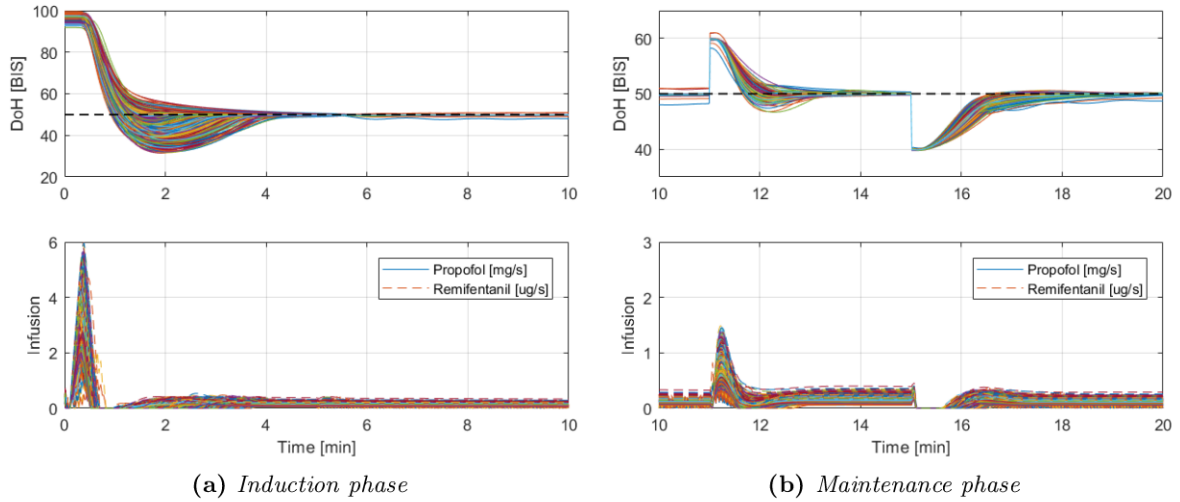 100
80
60
40
20
DoH [BIS]
0 2 4 6 8 10
60
50
40
DoH [BIS]
10 12 14 16 18 20
6
4
2
0
Infusion
Propofol [mg/s]
Remifentanil [ug/s]
0 2 4 6 8 10
Time [min]
3
2
1
0
Infusion
Propofol [mg/s]
Remifentanil [ug/s]
10 12 14 16 18 20
Time [min]
(a) Induction phase
(b) Maintenance phase